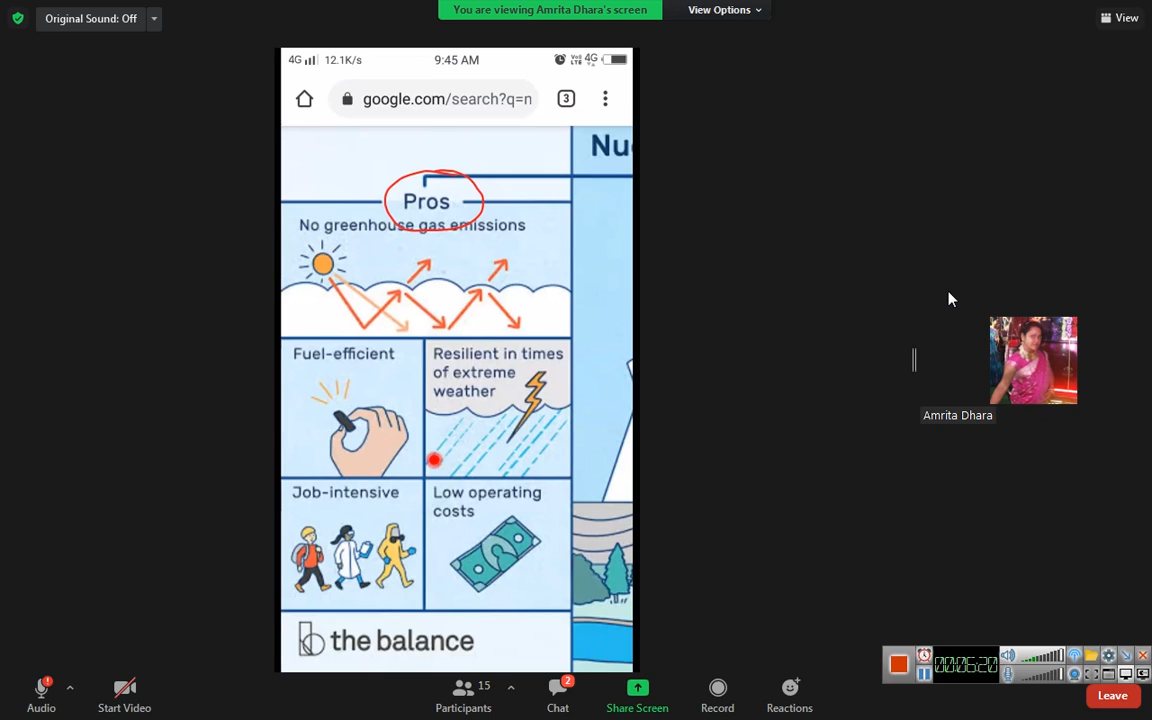 Original Sound: Off
You are viewing Amrita Dhara's screen
View Options
View
4G 12.1K/s
9:45 AM
VoLTE 4G
google.com/search?q=n
3
Pros
No greenhouse gas emissions
Fuel-efficient
Resilient in times
of extreme
weather
Job-intensive
Low operating
costs
the balance
Amrita Dhara
Audio
Start Video
15
Participants
2
Chat
Share Screen
Record
Reactions
Leave